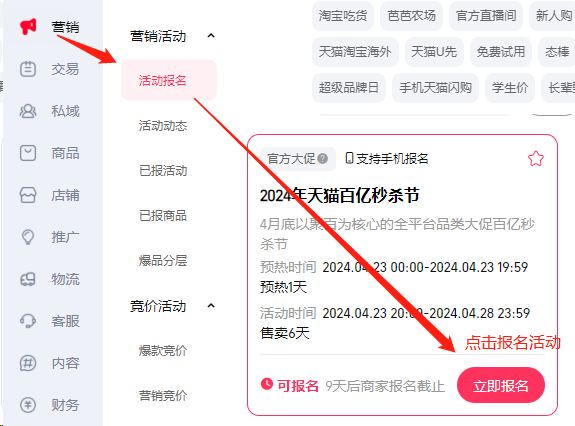 营销
交易
私域
商品
店铺
推广
物流
客服
内容
财务
营销活动
活动报名
活动动态
已报活动
已报商品
爆品分层
竞价活动
爆款竞价
营销竞价
淘宝吃货 芭芭农场 官方直播间 新人购
天猫淘宝海外 天猫U先 免费试用 态棒
超级品牌日 手机天猫闪购 学生价 长辈
官方大促 支持手机报名
2024年天猫百亿秒杀节
4月底以聚百为核心的全平台品类大促百亿秒
杀节
预热时间 2024.04.23 00:00-2024.04.23 19:59
预热1天
活动时间 2024.04.23 20:00-2024.04.28 23:59
售卖6天
点击报名活动
可报名 9天后商家报名截止 立即报名